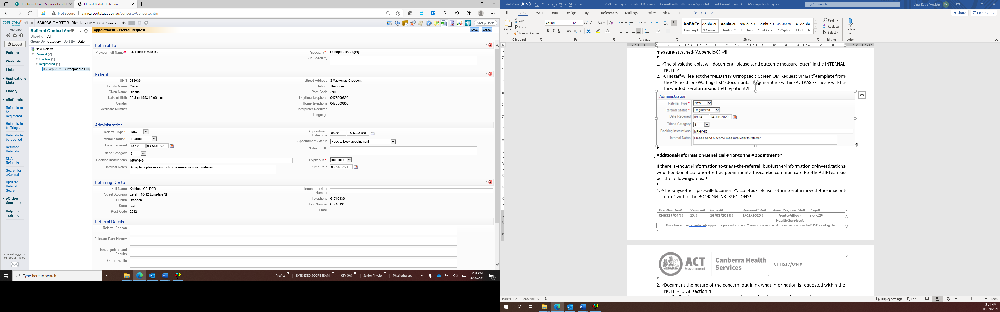 Canberra Health Services Health
Clinical Portal - Katie Vine
Not secure | clinicalportal.act.gov.au/concerto/Concerto.htm
ORION HEALTH
638036 CARTER, Blesila 22/01/1958 (63 years) F
06-Sep, 15:31
Katie Vine
Logout
Patients
Worklists
Links
Applications Links
Library
eReferrals
Referrals to be Registered
Referrals to be Triaged
Referrals to be Booked
Returned Referrals
DNA Referrals
Search for eReferral
Updated Referral Search
eOrders Searches
Help and Training
You last logged in
05-Sep-21 17:00
Referral Context Am
Showing All
Group By Category Sort By Date
New Referral
Referral (2)
Inactive (1)
Registered (1)
03-Sep-2021 Orthopaedic Surg
Appointment Referral Request
Save Cancel
Referral To
Provider Full Name* DR Sindy VRANCIC
Specialty* Orthopaedic Surgery
Sub Specialty
Patient
URN 638036
Street Address 8 Mackerras Crescent.
Family Name Carter
Suburb Theodore
Given Name Blesila
Post Code 2905
Date of Birth 22-Jan-1958 12:00 a.m.
Daytime telephone 0478509855
Gender
Home telephone 0478509855
Medicare Number
Interpreter Required
Language
Administration
Referral Type* New
Appointment Date/Time 00:00 01-Jan-1900
Referral Status* Triaged
Appointment Status Need to book appointment
Date Received 15:50 03-Sep-2021
Notes to GP
Triage Category 3
Booking Instructions MPHYHG
Expires In* Indefinite
Internal Notes Accepted - please send outcome measure note to referrer
Expiry Date 03-Sep-2041
Referring Doctor
Full Name Kathleen CALDER
Referrer's Provider Number
Street Address Level 1 10-12 Lonsdale St
Telephone 61710130
Suburb Braddon
Fax Number 61710131
State ACT
Email
Post Code 2612
Referral Details
Referral Reason
Relevant Past History
Investigations and Results
Other Details
Type here to search
ProAct EXTENDED SCOPE TEAM KTV (H:) Senior Physio Physiotherapy
3:31 PM
06/09/2021
AutoSave Off
2021 Triaging of Outpatient Referrals for Consult with Orthopaedic Specialists - Post Consultation - ACTPAS templete changes v7
Search
Vine, Katie (Health) VK
File Home Insert Draw Design Layout References Mailings Review View Help Picture Format
Share Comments
Paste
Cut
Copy
Format Painter
Clipboard
Calibri 12
Font
Paragraph
AaBbCc Heading 1
AaBbCcD ¶ Normal
AaBbCcD Heading 2
AaBbCcD Emphasis
AaBbCcD ¶ List Para...
¶ Caption
AaBbC ¶ List Bullet
Styles
Find
Replace
Select
Editing
Dictate
Voice
measure attached (Appendix C). ¶
¶
1. The physiotherapist will document “please send outcome measure letter” in the INTERNAL
NOTES¶
2. CHI staff will select the “MED PHY Orthopaedic Screen OM Request GP & Pt” template from
the “Placed on Waiting List” documents generated within ACTPAS. These will be
forwarded to referrer and to the patient.¶
Administration
Referral Type* New
Referral Status* Registered
Date Received 09:24 24-Jan-2020
Triage Category 3
Booking Instructions MPHYHG
Internal Notes Please send outcome measure letter to referrer
¶
¶
Additional Information Beneficial Prior to the Appointment ¶
If there is enough information to triage the referral, but further information or investigations
would be beneficial prior to the appointment, this can be communicated to the CHI Team as
per the following steps: ¶
¶
1. The physiotherapist will document “accepted - please return to referrer with the adjacent
note” within the BOOKING INSTRUCTIONS¶
Doc Number Version Issued Review Date Area Responsible Page
CHHS17/044 1X 16/03/2017 1/02/2020 Acute Allied Health Services 9 of 22
Do not refer to a paper based copy of this policy document. The most current version can be found on the CHS Policy Register
¶
ACT Government
Canberra Health Services
CHHS17/044
¶
2. Document the nature of the concern, outlining what information is requested within the
NOTES TO GP section ¶
Page 9 of 22 2632 words
Display Settings Focus 120%
3:31 PM
06/09/2021